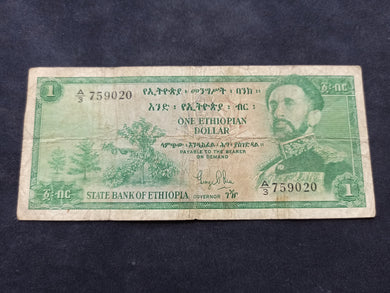 የኢትዮጵያ ፡ መንግሥት ፡ ባንክ ፡
1 A/3 759020
አንድ ፡ የኢትዮጵያ ፡ ብር ፡
ONE ETHIOPIAN
DOLLAR
PAYABLE TO THE BEARER
ON DEMAND
A/3 759020
STATE BANK OF ETHIOPIA GOVERNOR
1